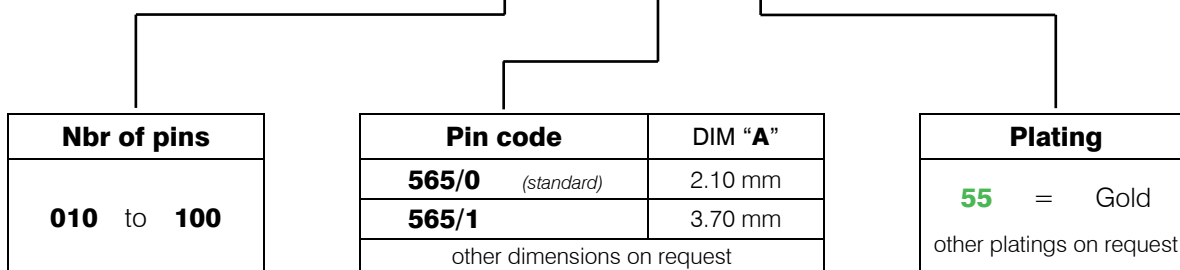 Nbr of pins
010 to 100
Pin code DIM “A”
565/0 (standard) 2.10 mm
565/1 3.70 mm
other dimensions on request
Plating
55 = Gold
other platings on request